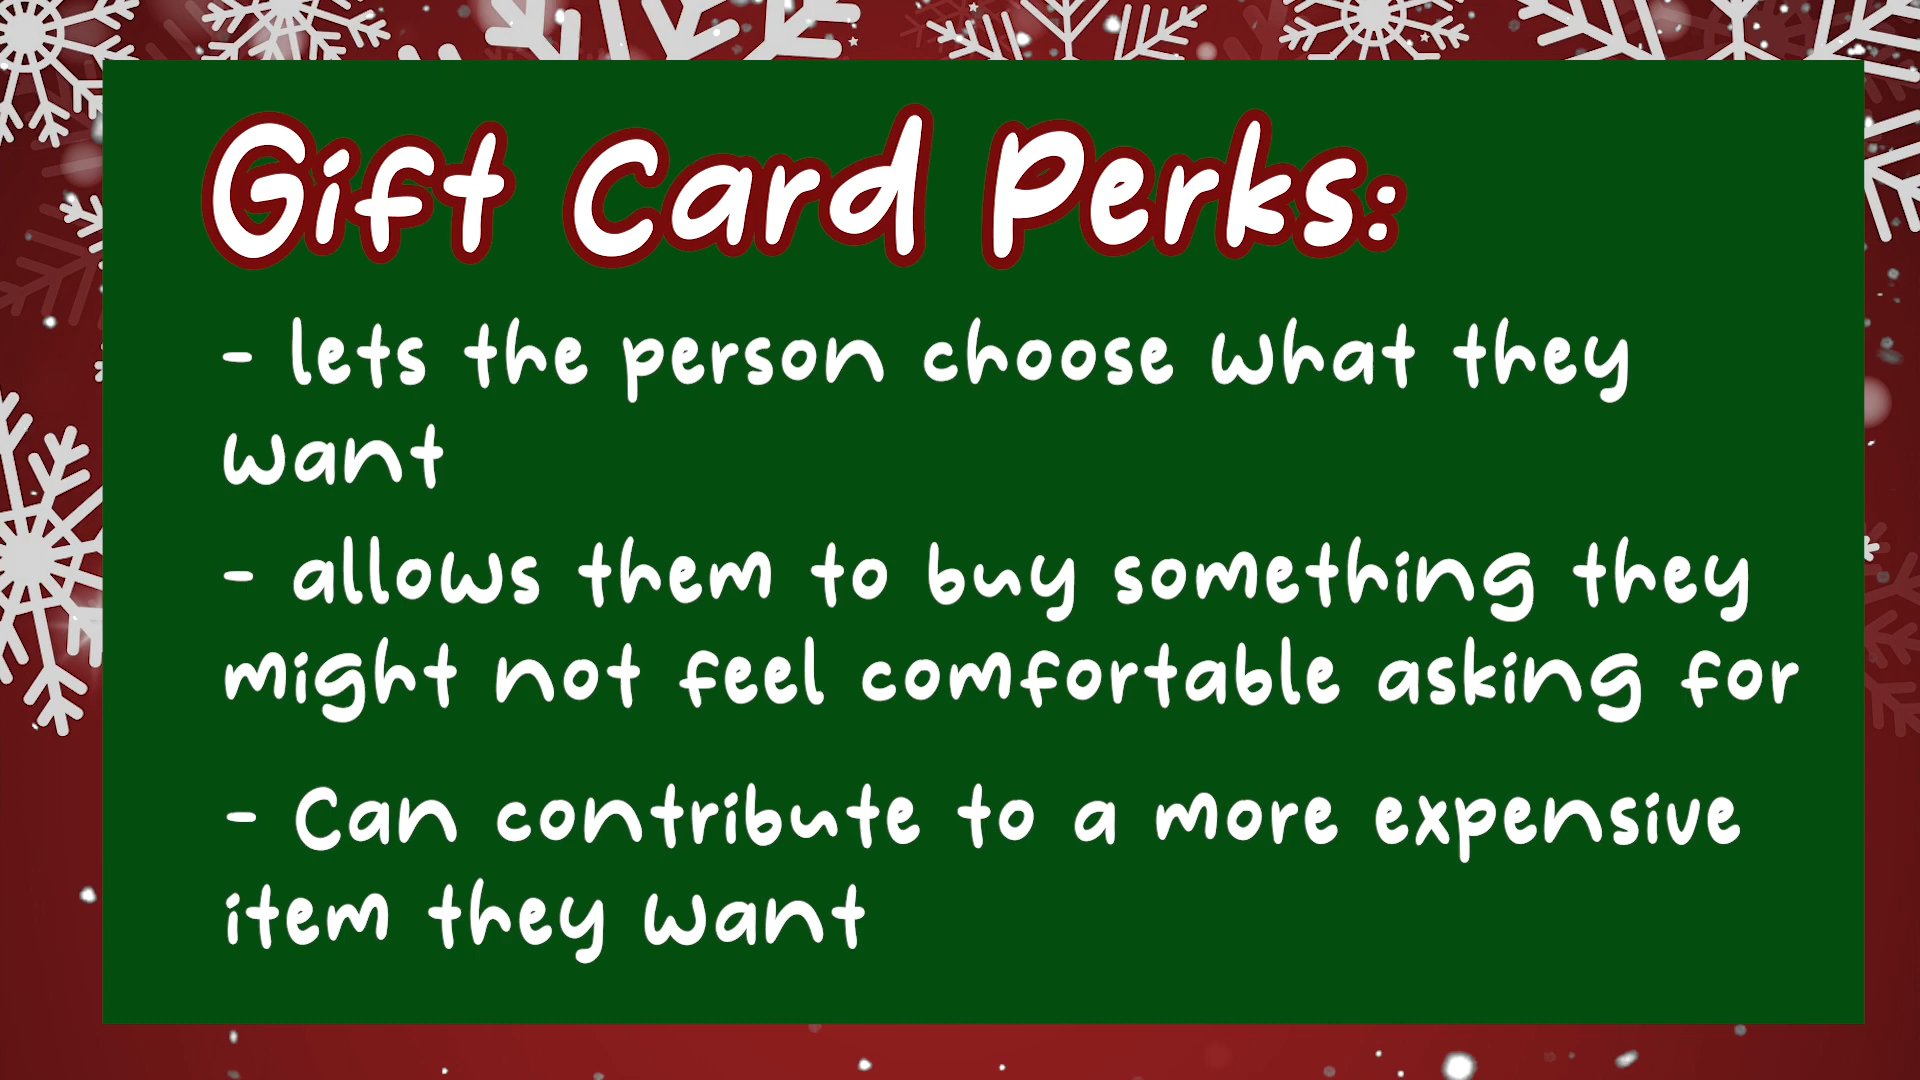 Gift Card Perks:
- lets the person choose what they
want
- allows them to buy something they
might not feel comfortable asking for
- Can contribute to a more expensive
item they want